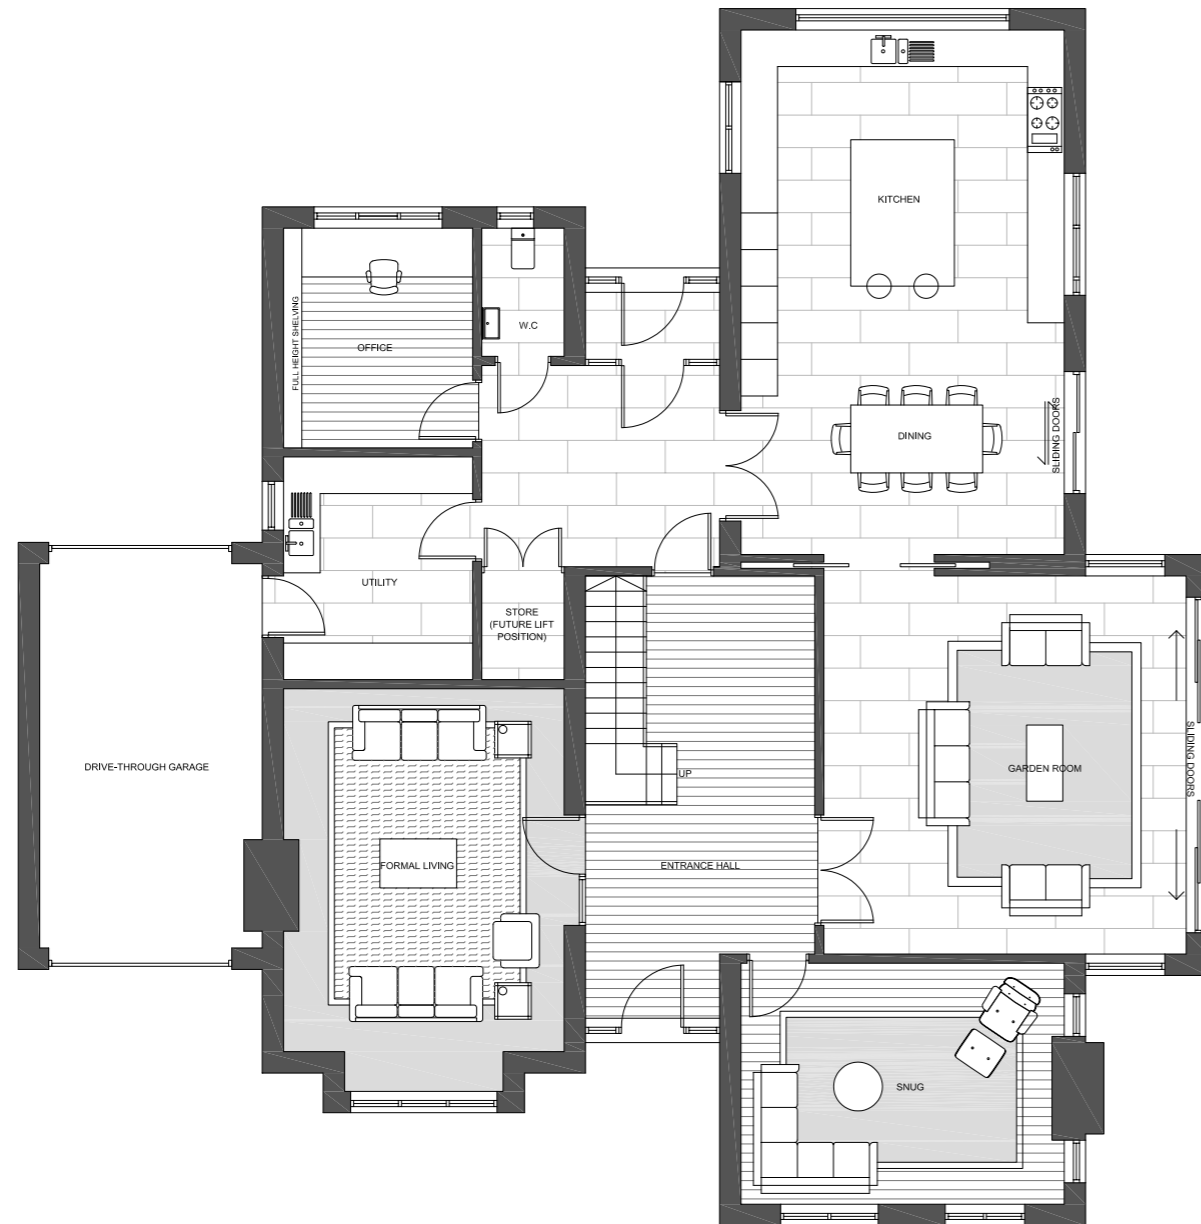 KITCHEN
FULL HEIGHT SHELVING
W.C
OFFICE
SLIDING DOORS
DINING
UTILITY
STORE
(FUTURE LIFT
POSITION)
DRIVE-THROUGH GARAGE
UP
GARDEN ROOM
SLIDING DOORS
FORMAL LIVING
ENTRANCE HALL
SNUG